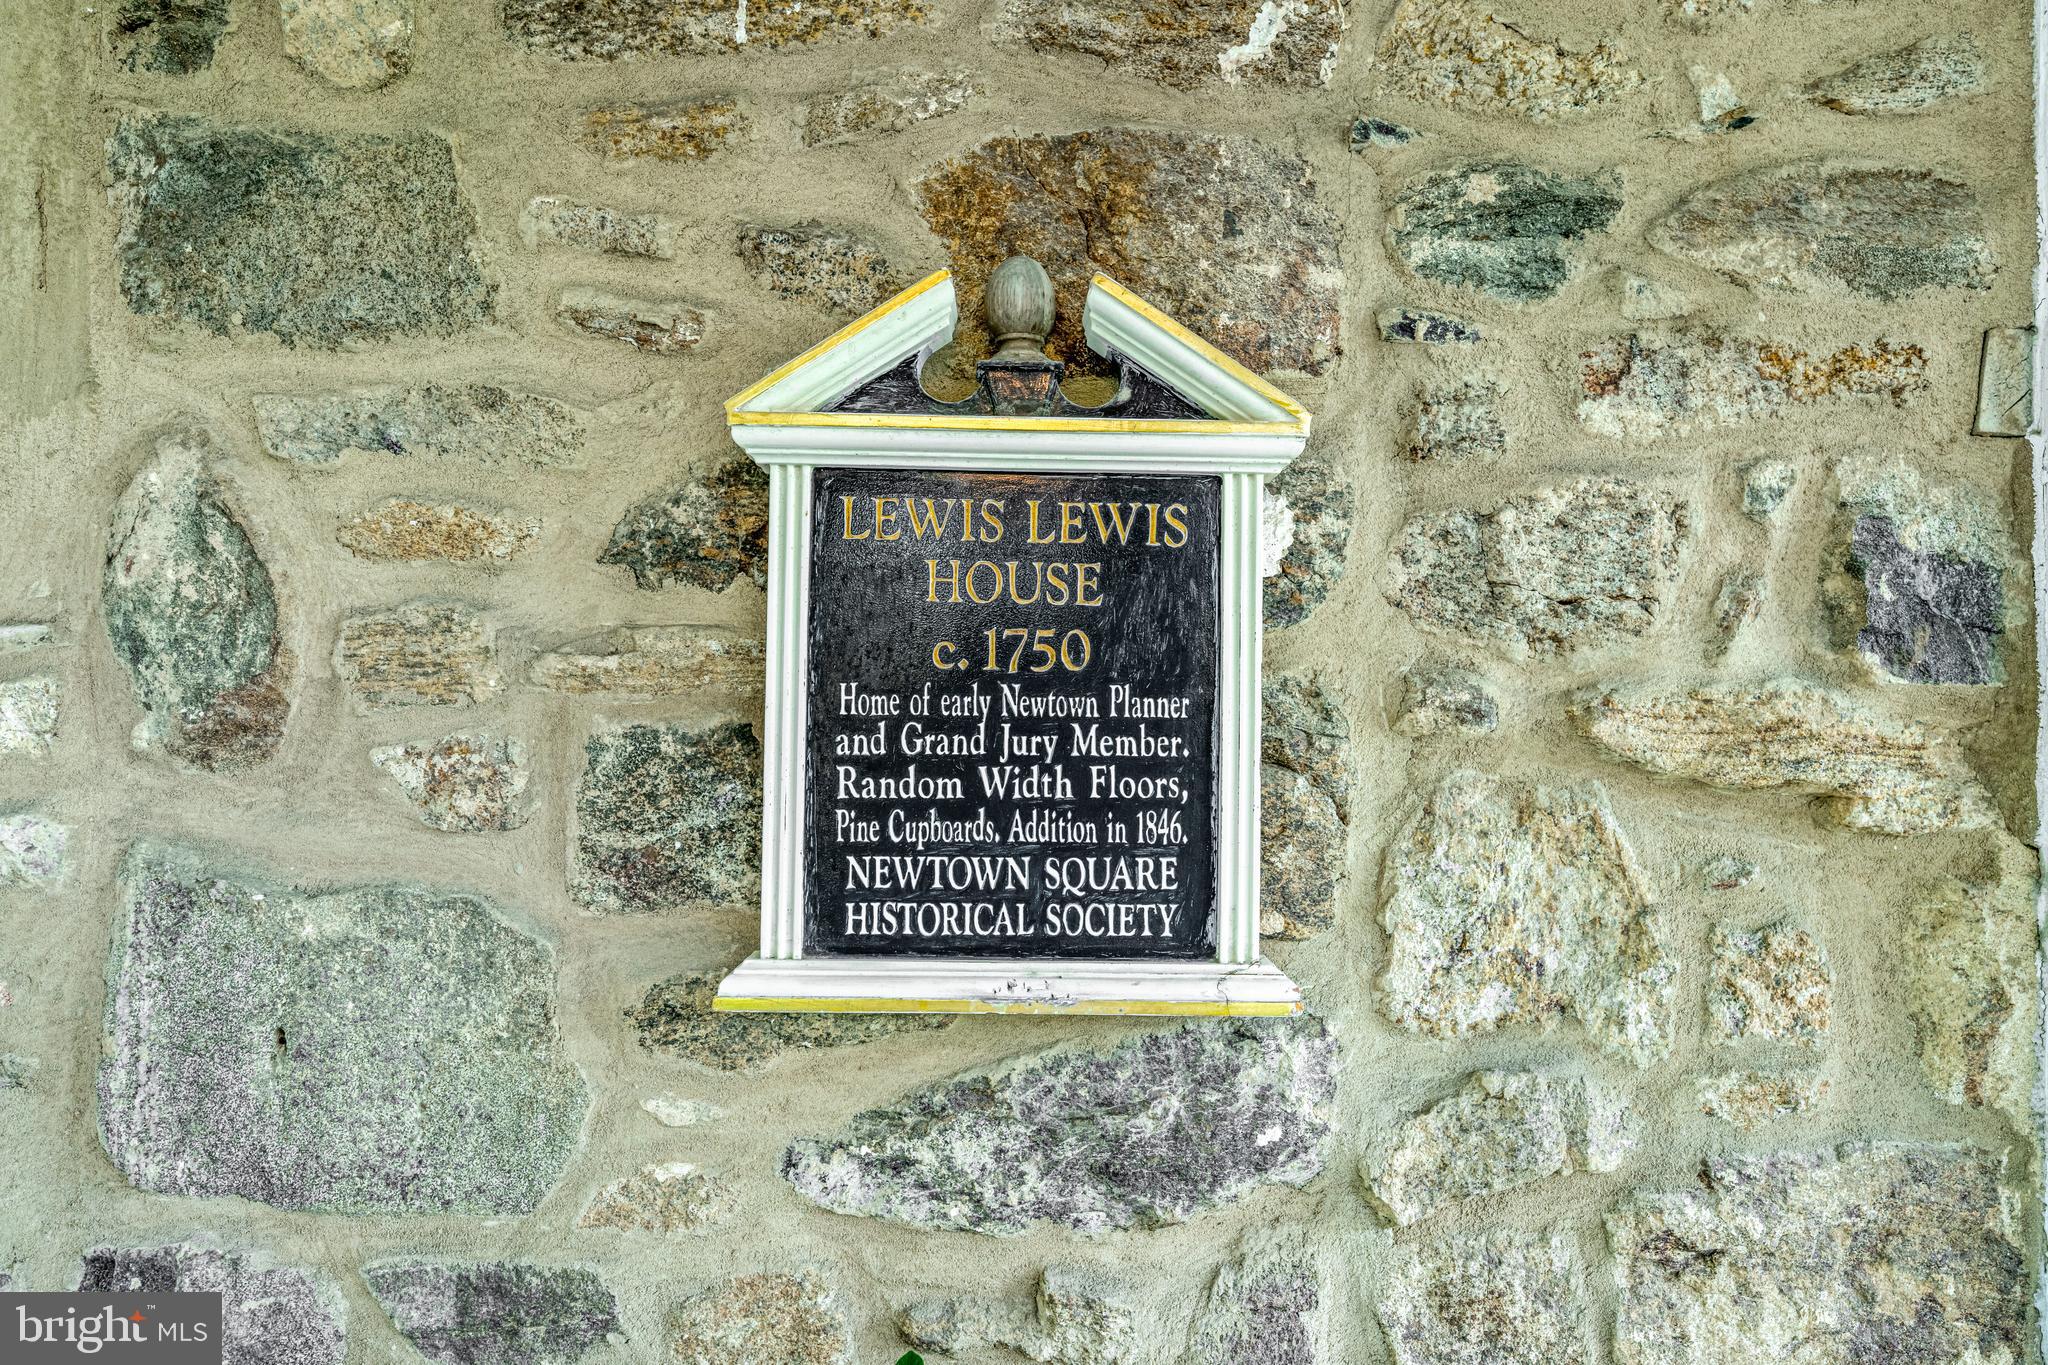 LEWIS LEWIS
HOUSE
c. 1750
Home of early Newtown Planner
and Grand Jury Member.
Random Width Floors,
Pine Cupboards. Addition in 1846.
NEWTOWN SQUARE
HISTORICAL SOCIETY
bright™ MLS